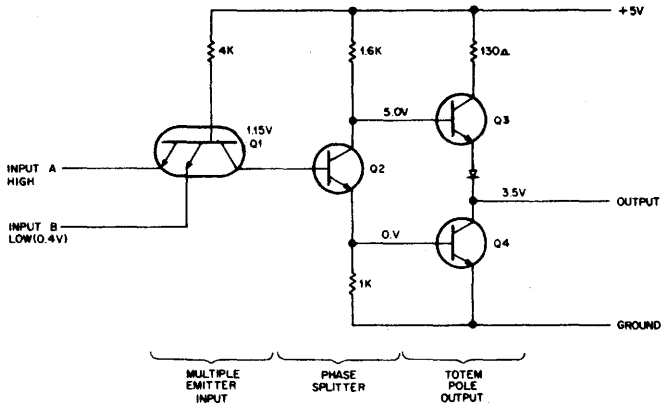 +5V
4K
1.6K
130Ω
1.15V
Q1
5.0V
Q3
INPUT A
HIGH
Q2
3.5V
OUTPUT
INPUT B
LOW(0.4V)
0.V
Q4
1K
GROUND
MULTIPLE
EMITTER
INPUT
PHASE
SPLITTER
TOTEM
POLE
OUTPUT